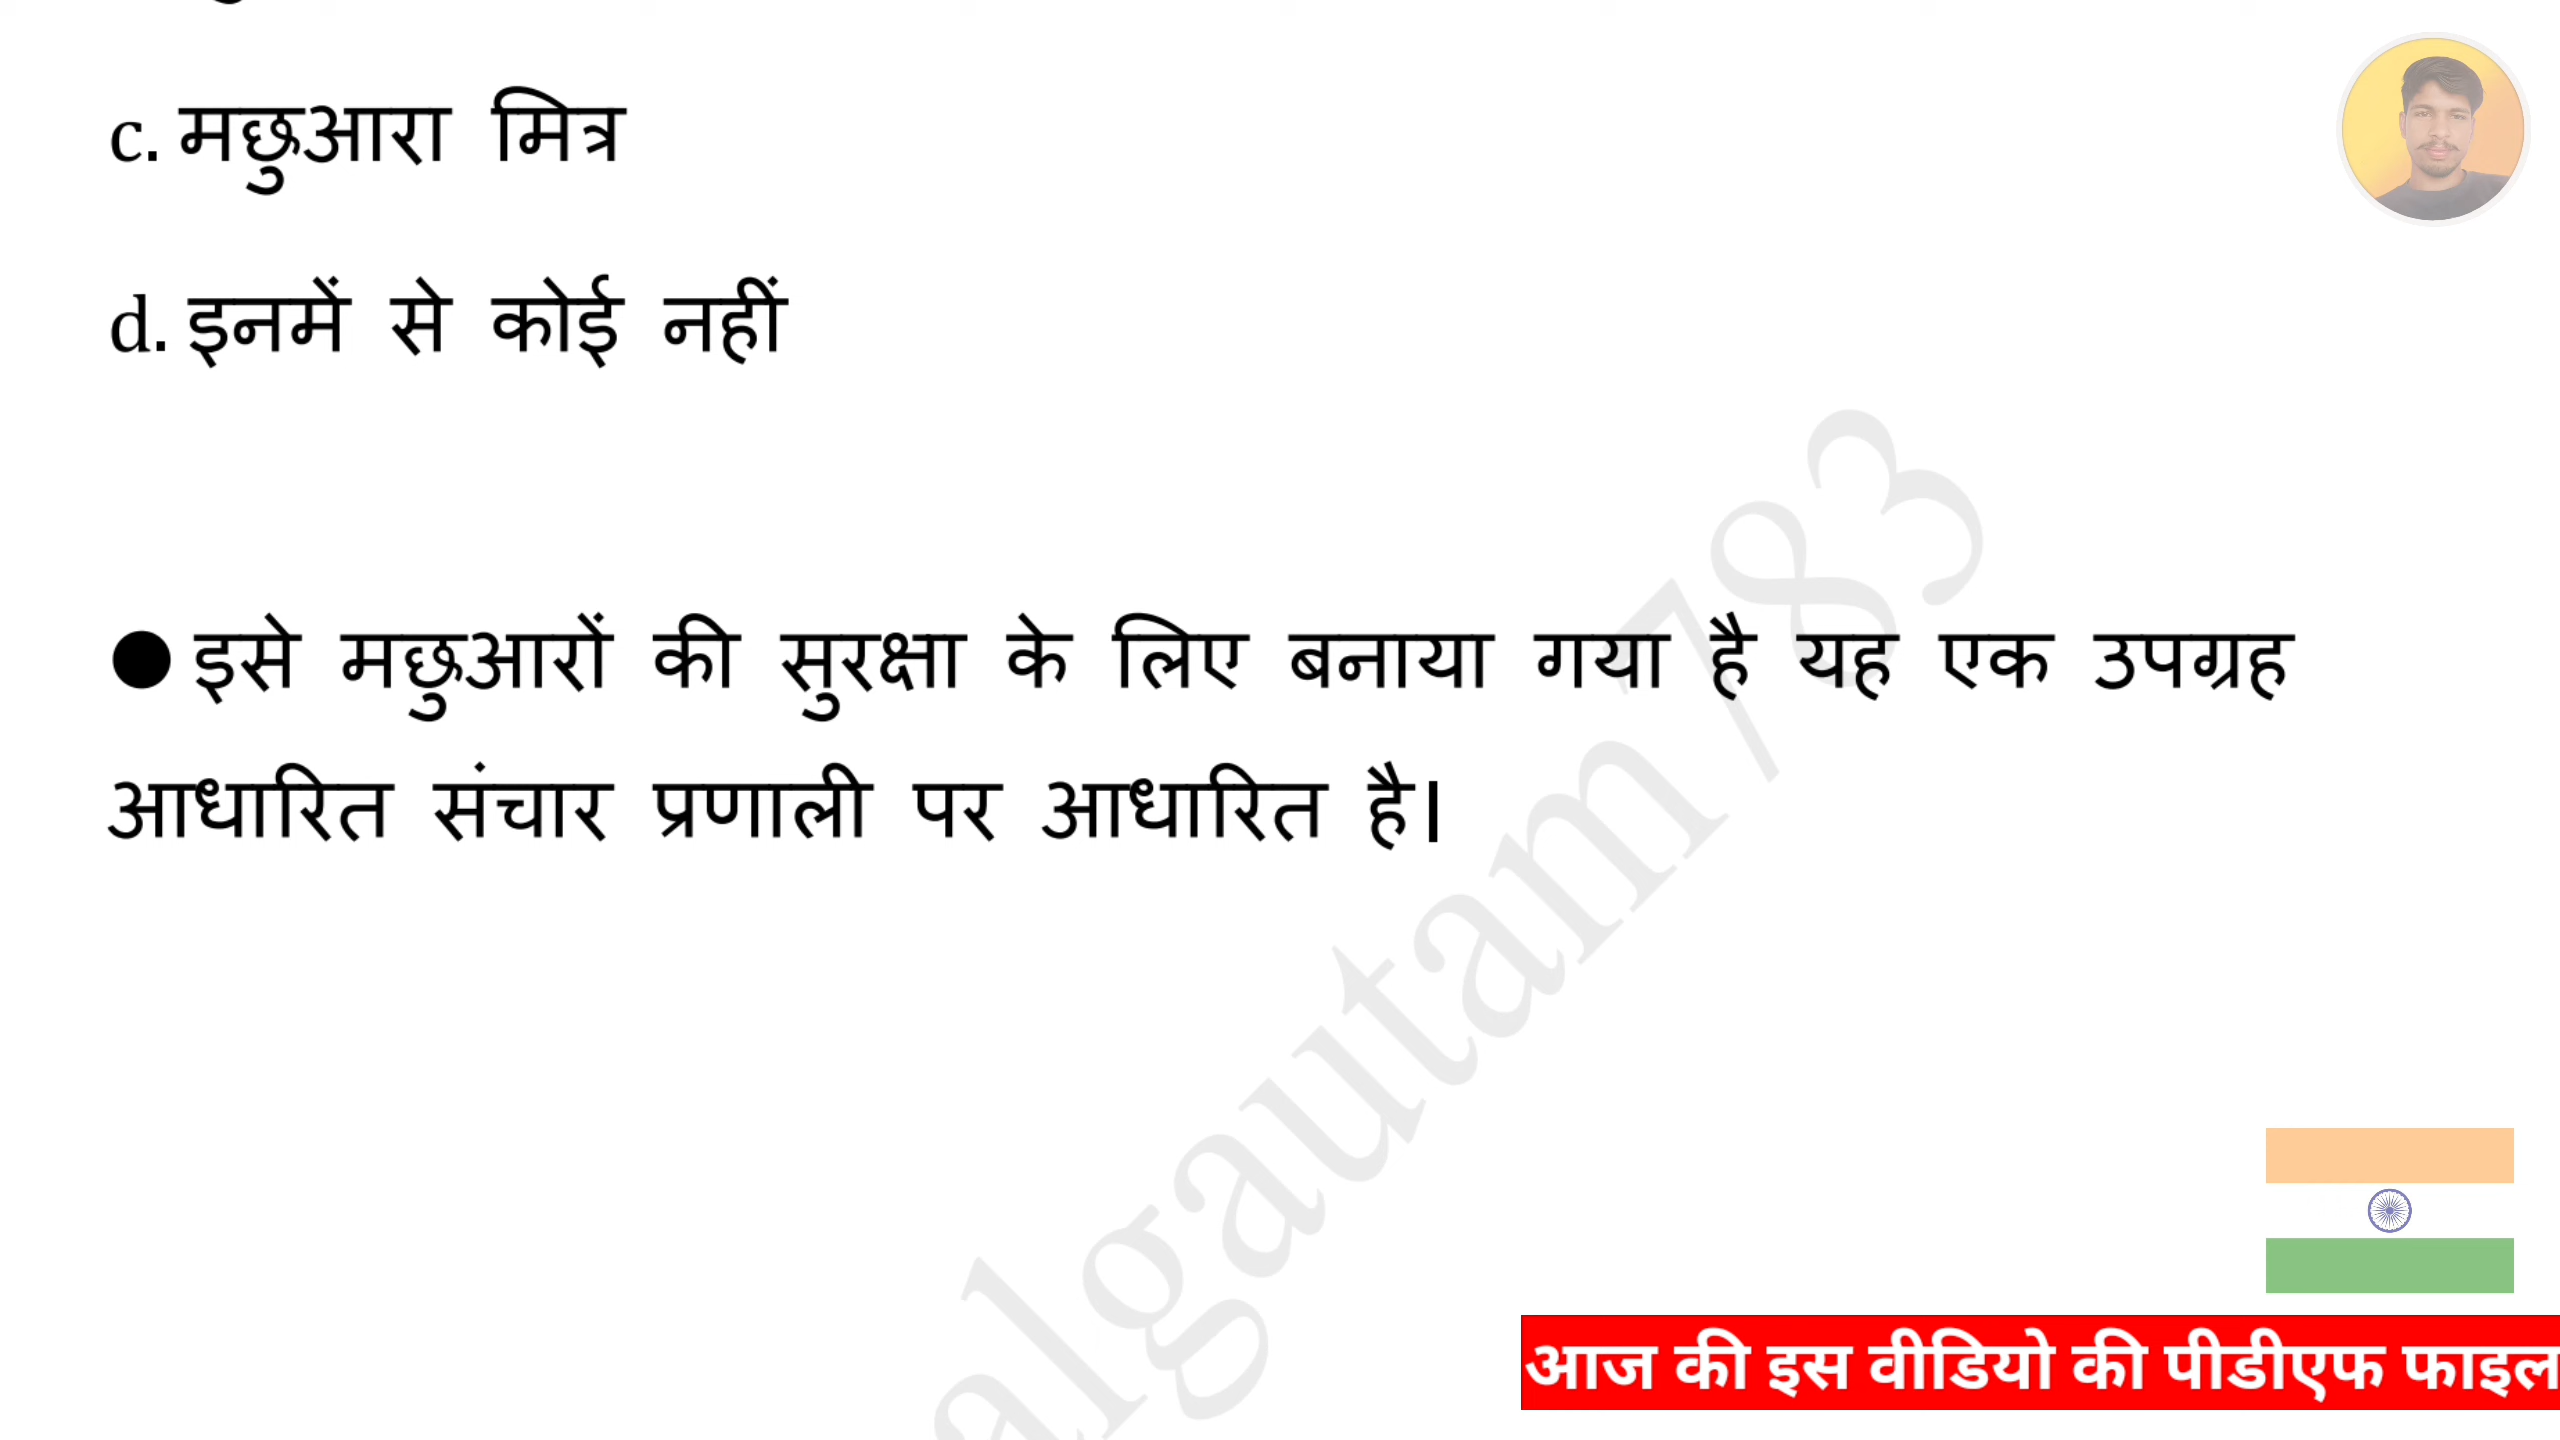 c. मछुआरा मित्र
d. इनमें से कोई नहीं
● इसे मछुआरों की सुरक्षा के लिए बनाया गया है यह एक उपग्रह
आधारित संचार प्रणाली पर आधारित है।
algautam783
आज की इस वीडियो की पीडीएफ फाइल